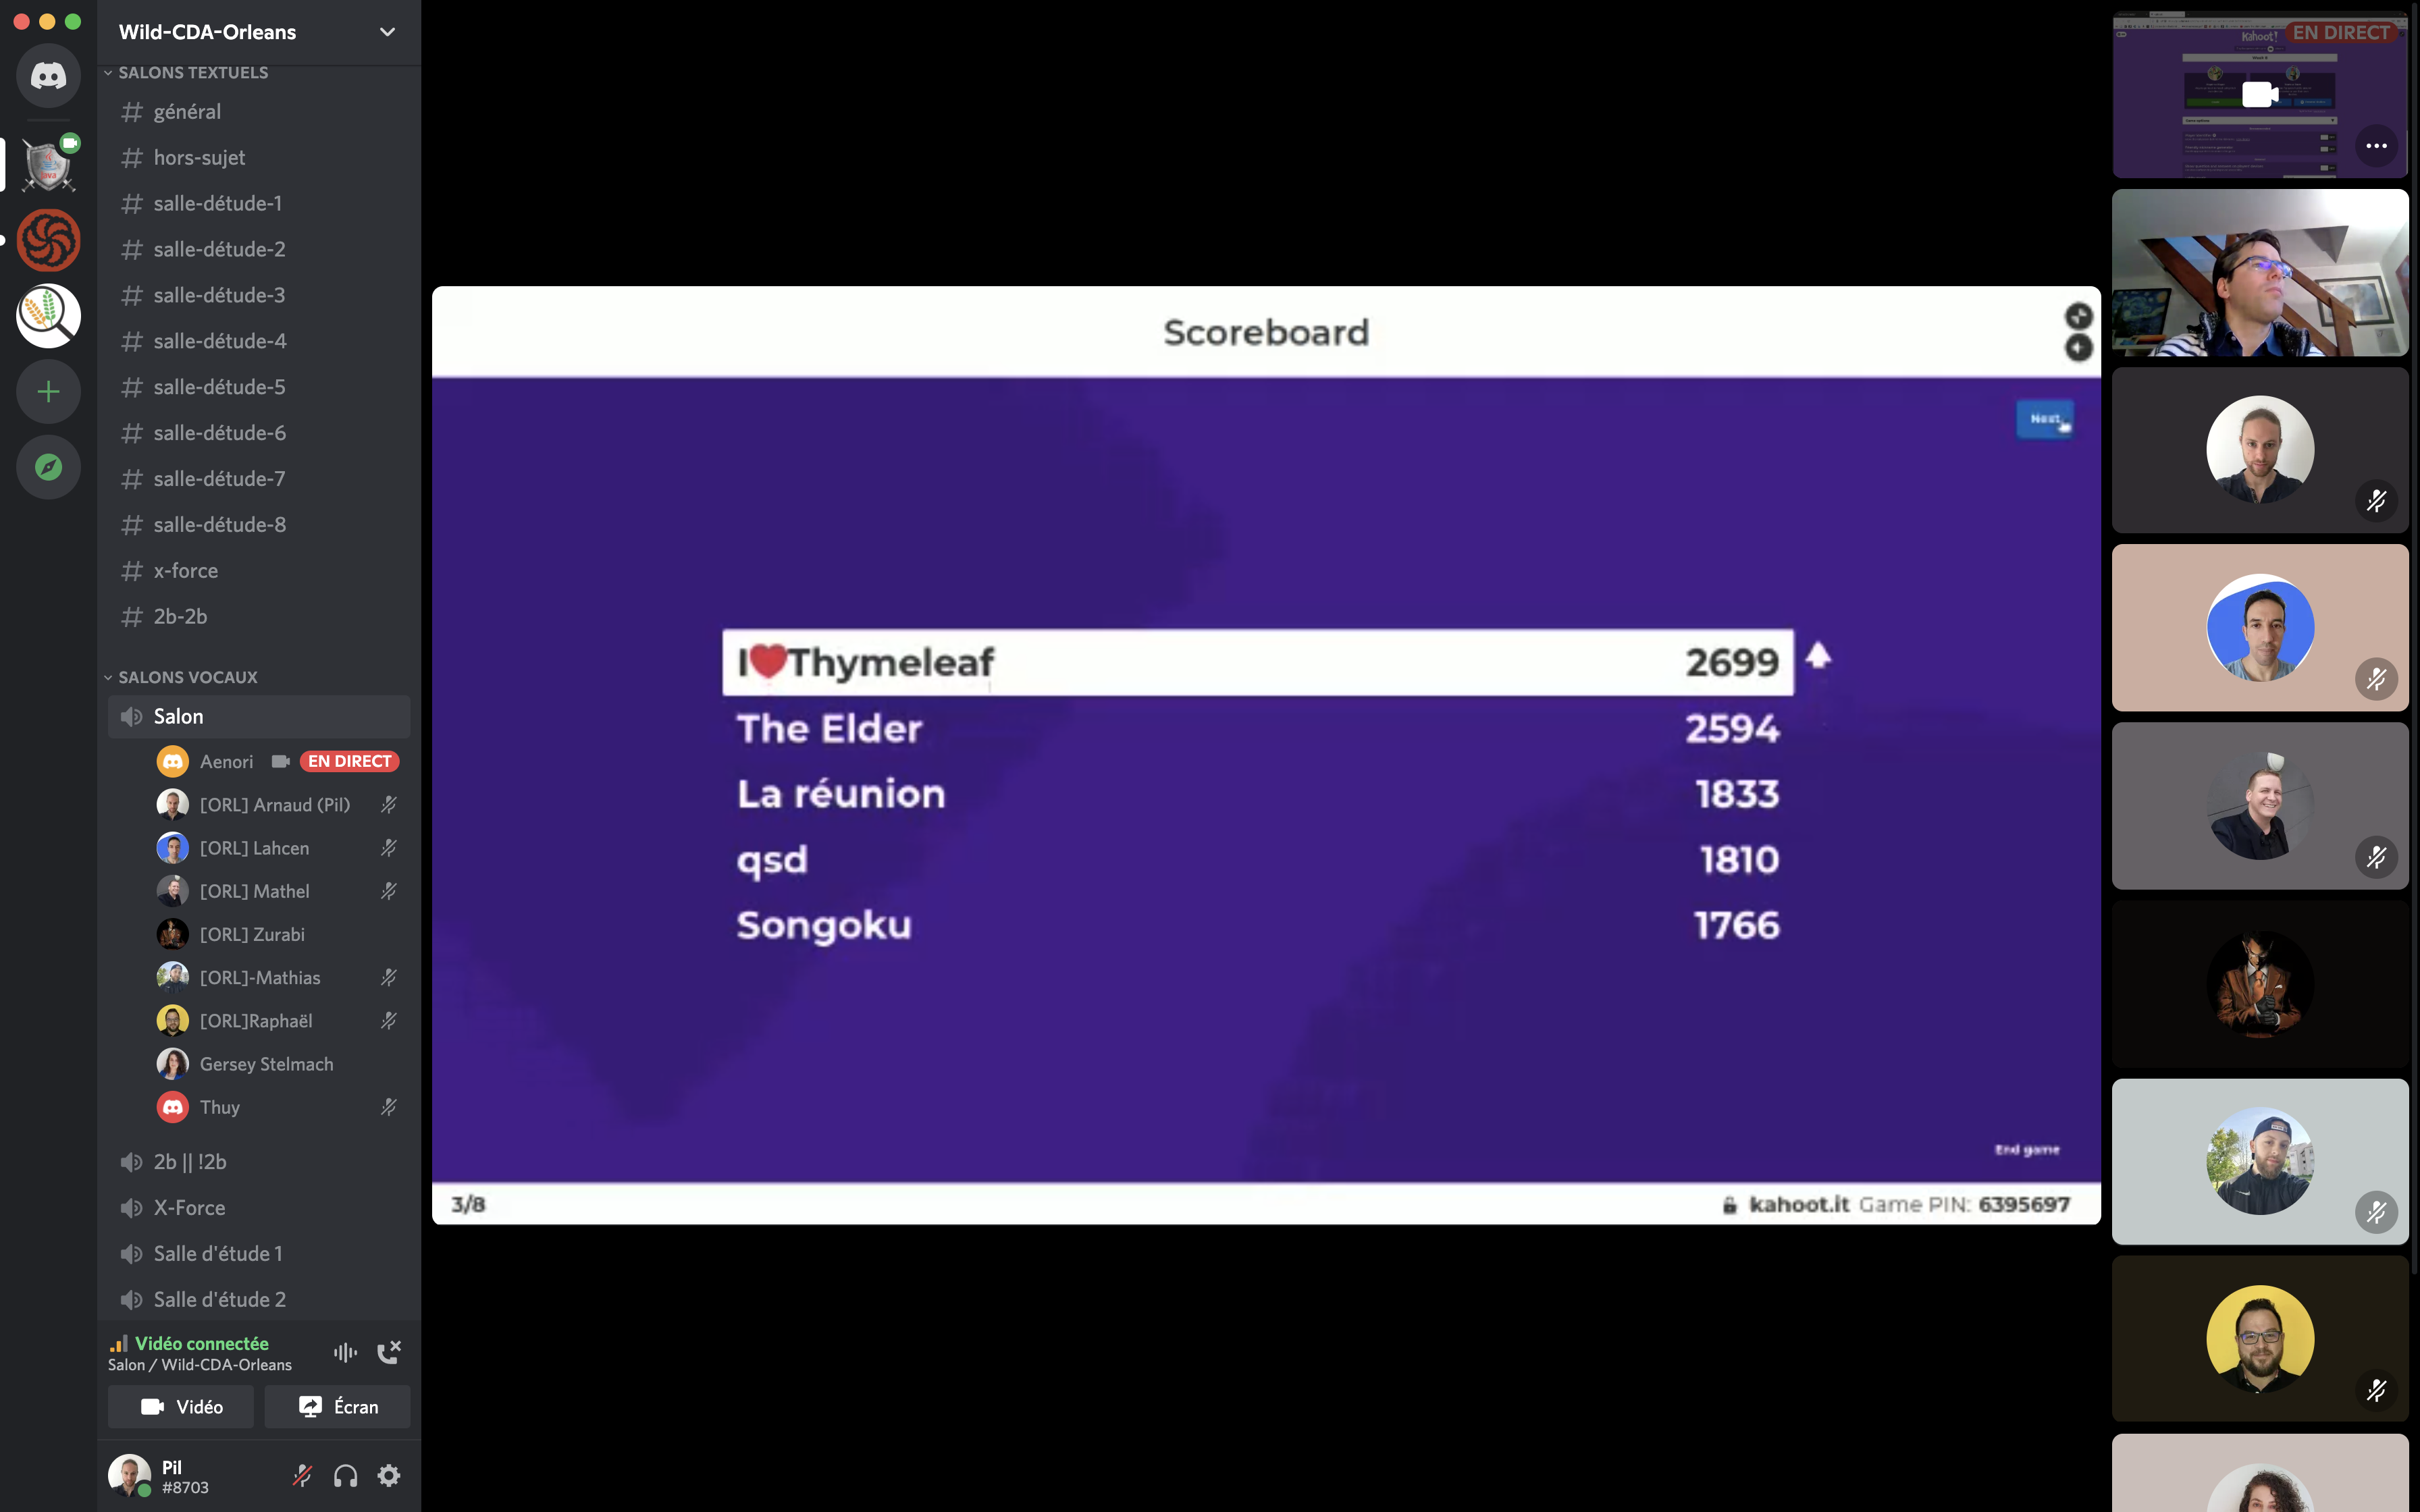 Wild-CDA-Orleans
SALONS TEXTUELS
général
hors-sujet
salle-détude-1
salle-détude-2
salle-détude-3
salle-détude-4
salle-détude-5
salle-détude-6
salle-détude-7
salle-détude-8
x-force
2b-2b
SALONS VOCAUX
Salon
Aenori EN DIRECT
[ORL] Arnaud (Pil)
[ORL] Lahcen
[ORL] Mathel
[ORL] Zurabi
[ORL]-Mathias
[ORL]Raphaël
Gersey Stelmach
Thuy
2b || !2b
X-Force
Salle d'étude 1
Salle d'étude 2
Vidéo connectée
Salon / Wild-CDA-Orleans
Vidéo Écran
Pil
#8703
Scoreboard
Next
I❤Thymeleaf 2699
The Elder 2594
La réunion 1833
qsd 1810
Songoku 1766
End game
3/8 kahoot.it Game PIN: 6395697
Kahoot!
EN DIRECT